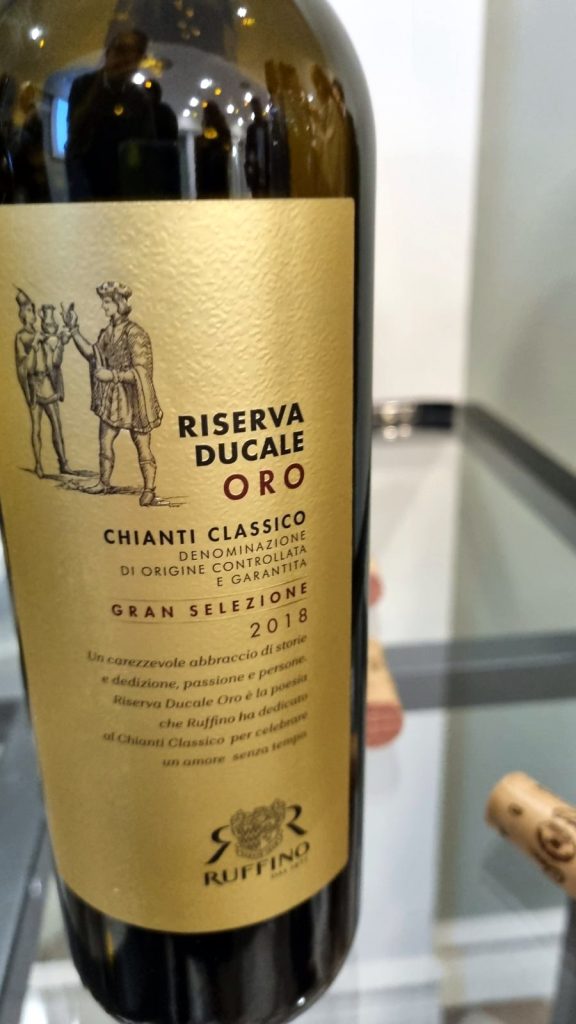 RISERVA
DUCALE
ORO
CHIANTI CLASSICO
DENOMINAZIONE
DI ORIGINE CONTROLLATA
E GARANTITA
GRAN SELEZIONE
2018
Un carezzevole abbraccio di storie
e dedizione, passione e persone.
Riserva Ducale Oro è la poesia
che Ruffino ha dedicato
al Chianti Classico per celebrare
un amore senza tempo
RUFFINO